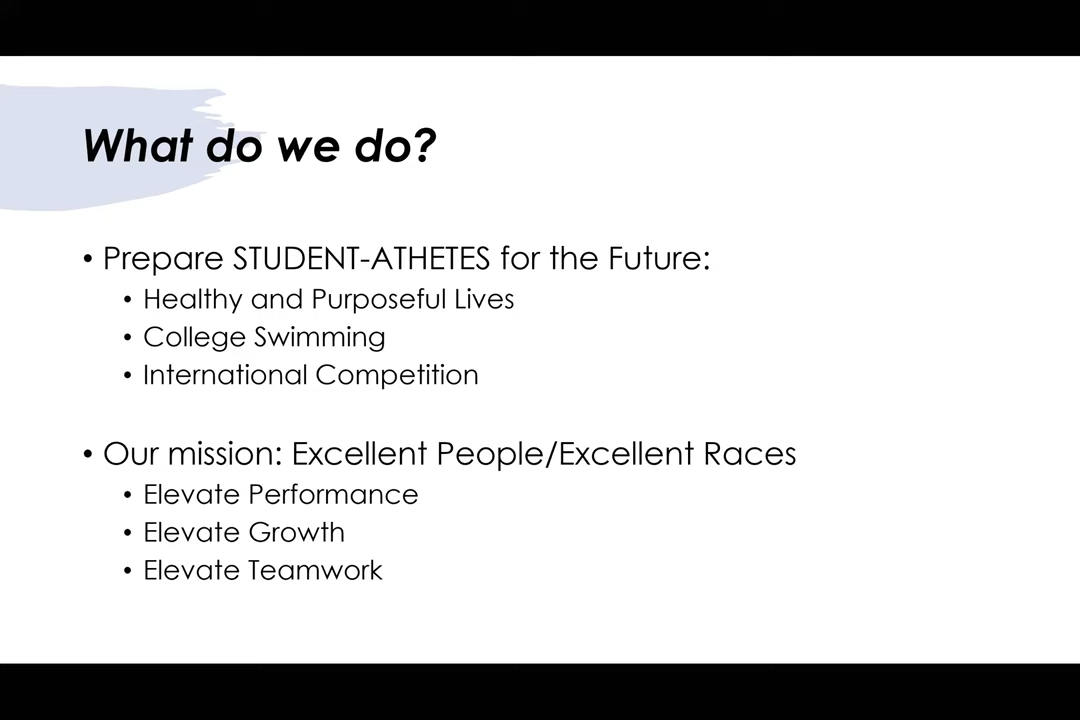 What do we do?
• Prepare STUDENT-ATHETES for the Future:
• Healthy and Purposeful Lives
• College Swimming
• International Competition
• Our mission: Excellent People/Excellent Races
• Elevate Performance
• Elevate Growth
• Elevate Teamwork